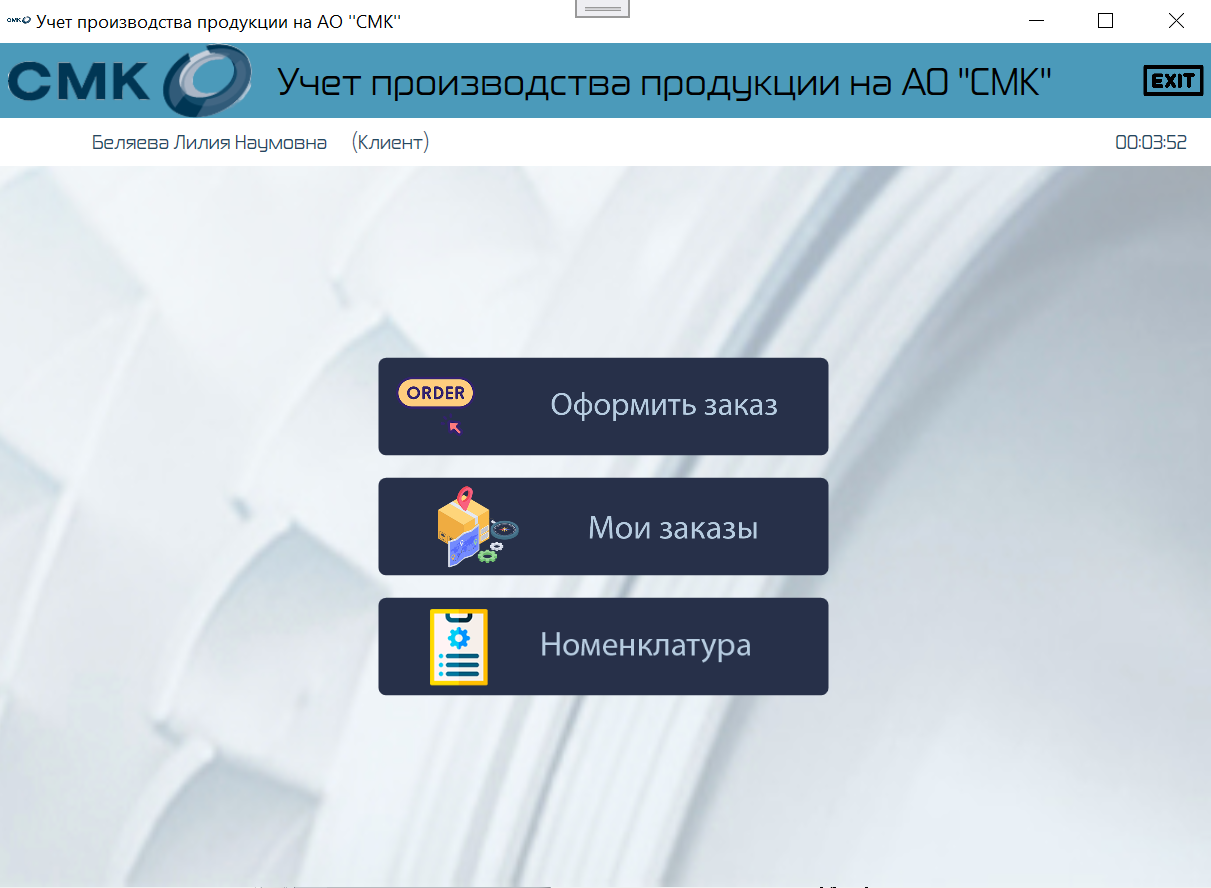 СМК Учет производства продукции на АО "СМК"
СМК Учет производства продукции на АО "СМК" EXIT
Беляева Лилия Наумовна (Клиент) 00:03:52
ORDER Оформить заказ
Мои заказы
Номенклатура